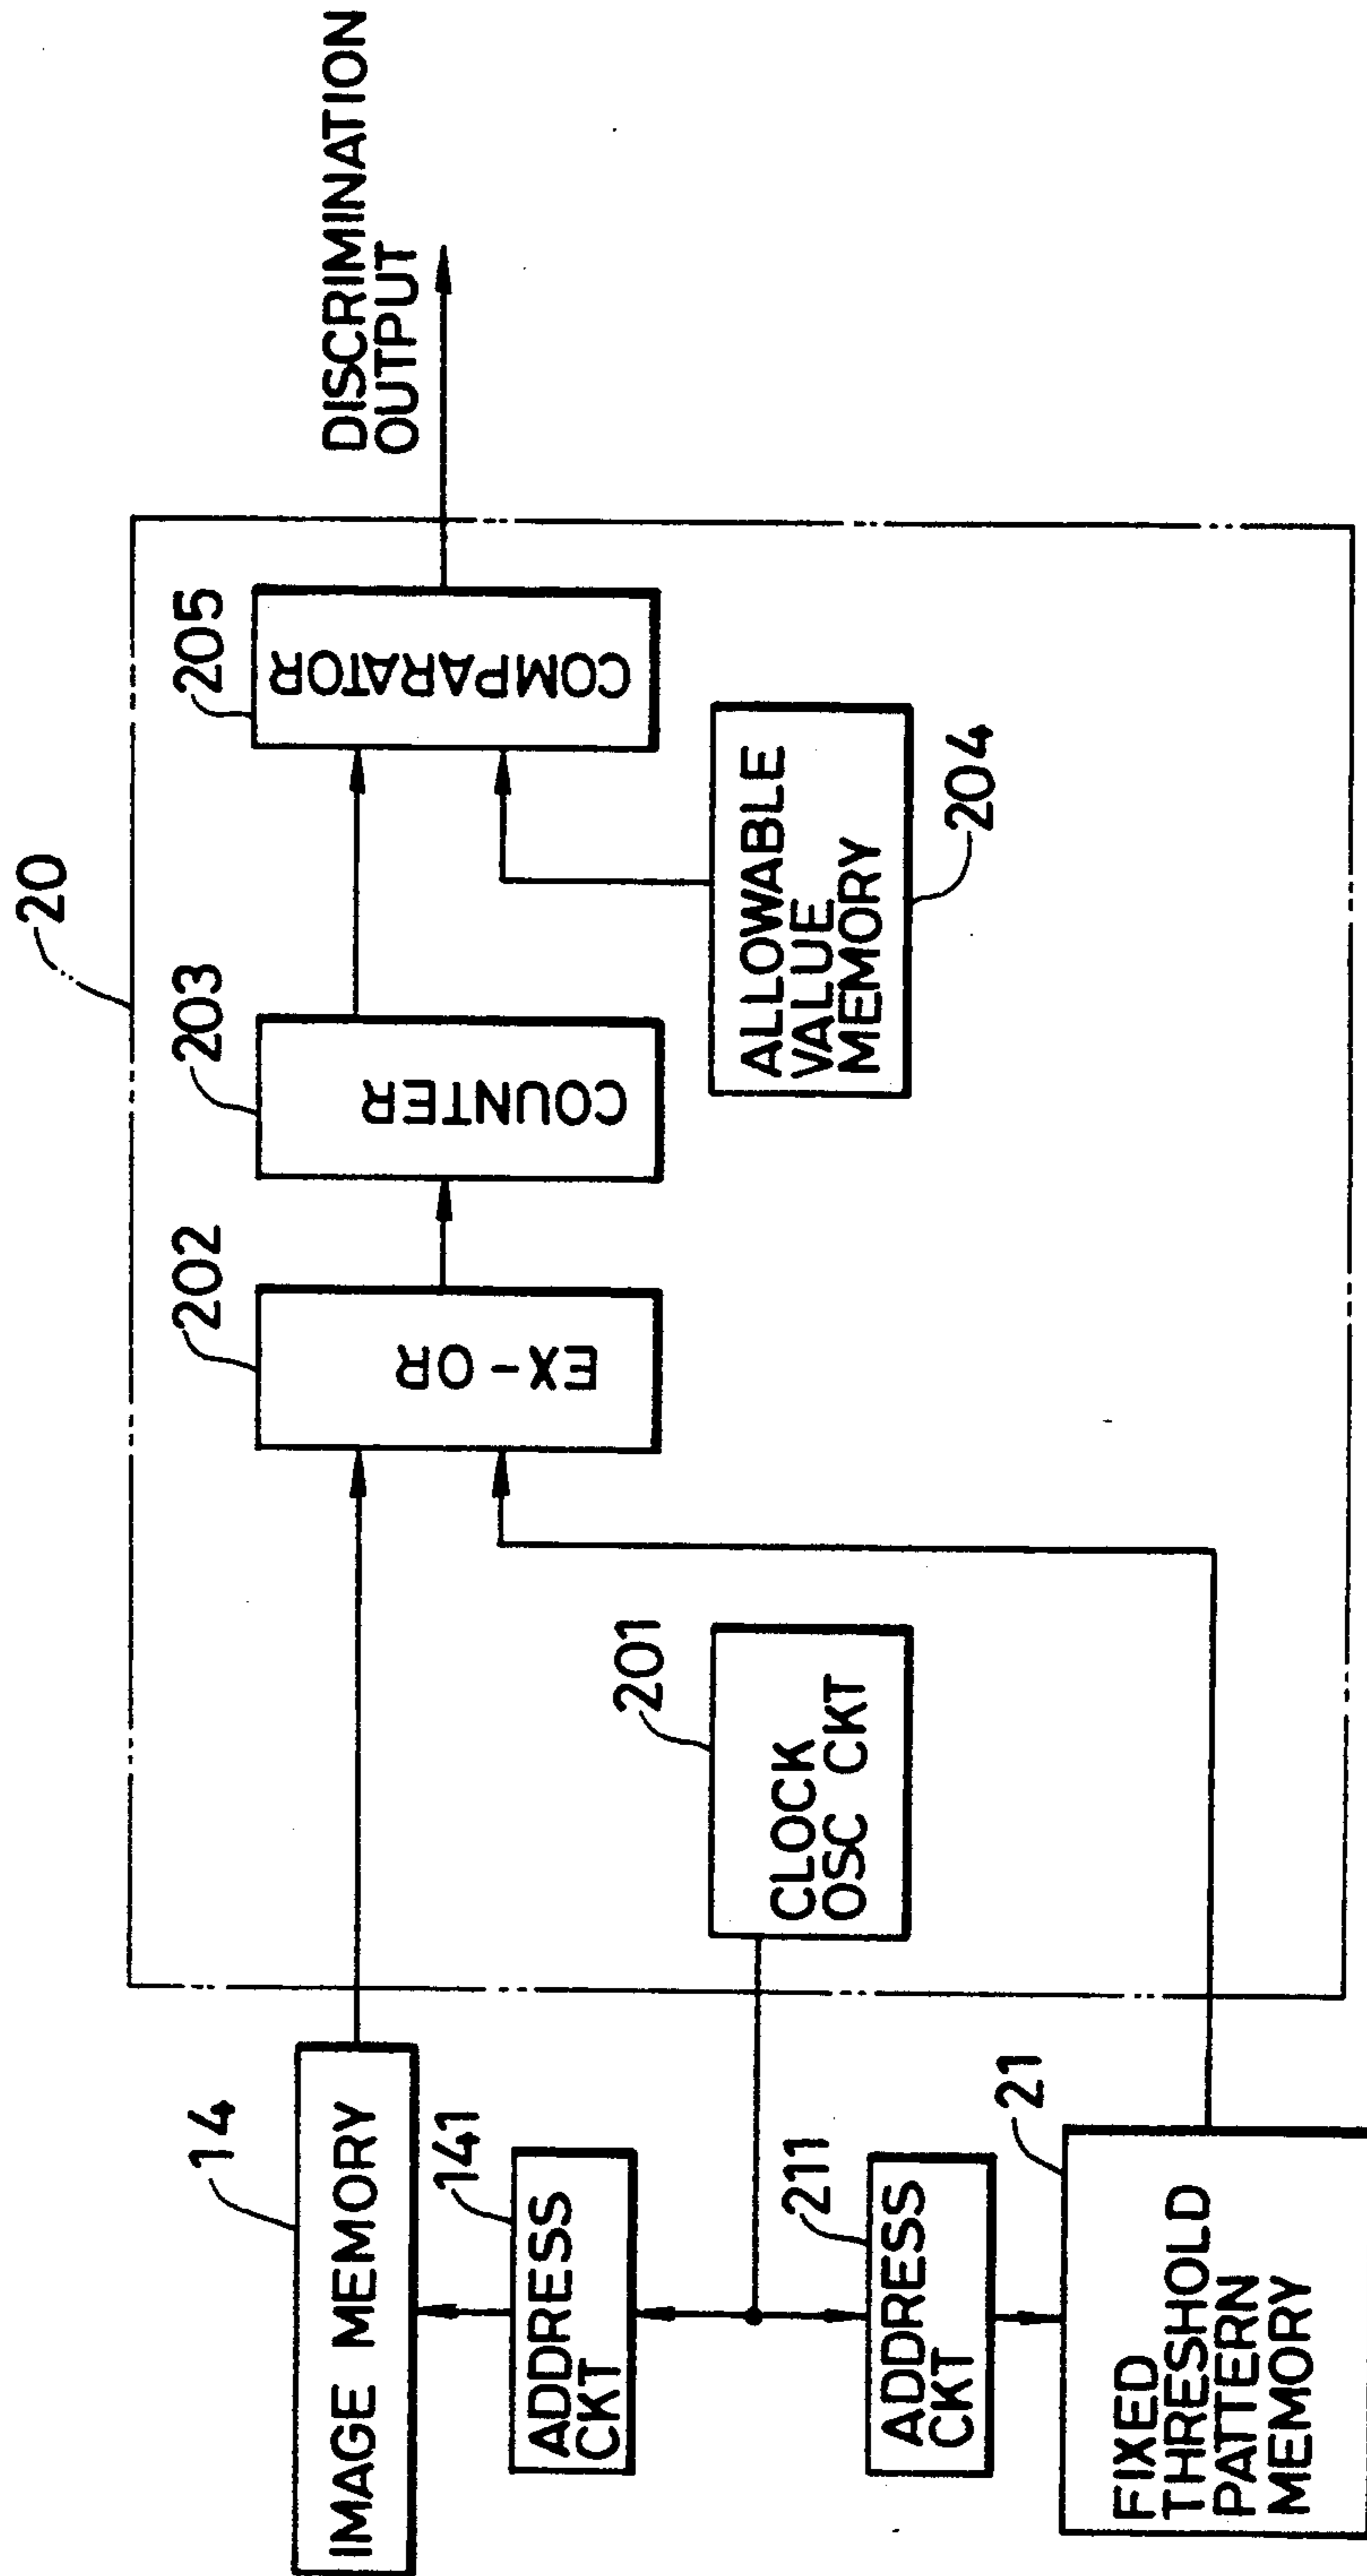 20
14
IMAGE MEMORY
141
ADDRESS
CKT
211
ADDRESS
CKT
21
FIXED
THRESHOLD
PATTERN
MEMORY
201
CLOCK
OSC CKT
202
EX-OR
203
COUNTER
204
ALLOWABLE
VALUE
MEMORY
205
COMPARATOR
DISCRIMINATION
OUTPUT